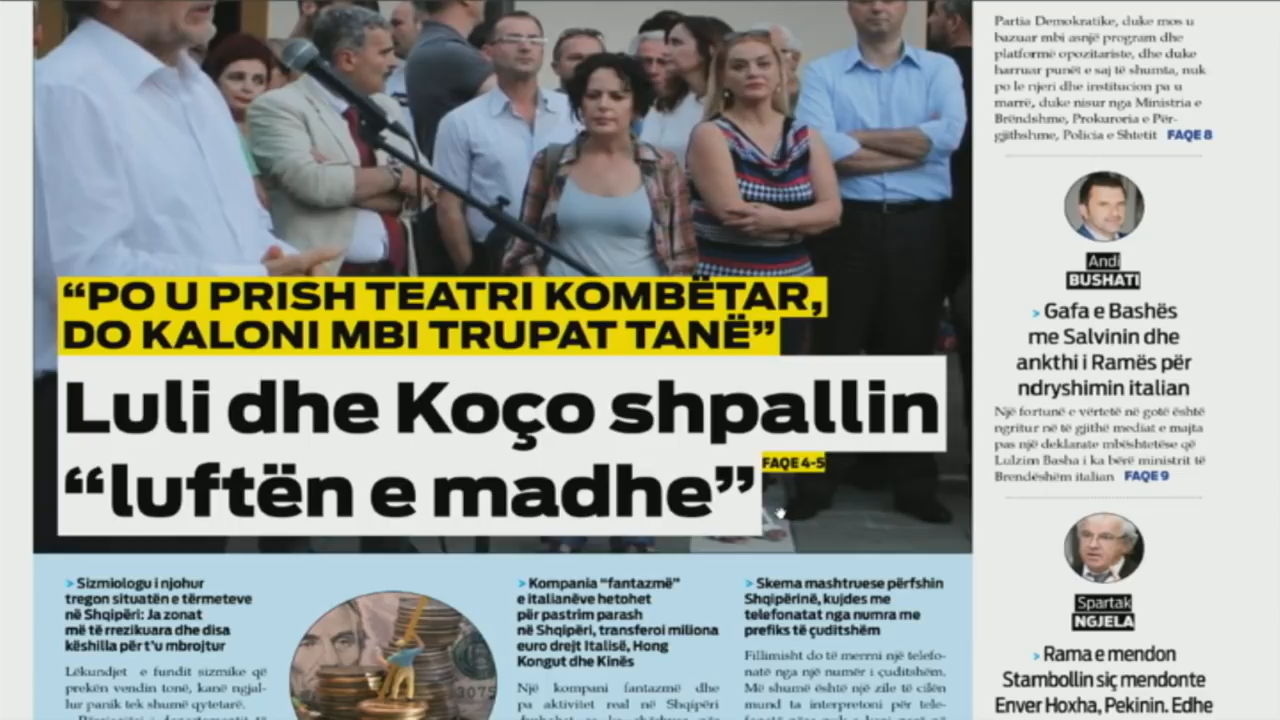 “PO U PRISH TEATRI KOMBËTAR,
DO KALONI MBI TRUPAT TANË”
Luli dhe Koço shpallin
“luftën e madhe”
FAQE 4-5
> Sizmiologu i njohur
tregon situatën e tërmeteve
në Shqipëri: Ja zonat
më të rrezikuara dhe disa
këshilla për t'u mbrojtur
Lëkundjet e fundit sizmike që
prekën vendin tonë, kanë ngjal-
lur panik tek shumë qytetarë.
> Kompania “fantazmë”
e italianëve hetohet
për pastrim parash
në Shqipëri, transferoi miliona
euro drejt Italisë, Hong
Kongut dhe Kinës
Një kompani fantazmë dhe
pa aktivitet real në Shqipëri
> Skema mashtruese përfshin
Shqipërinë, kujdes me
telefonatat nga numra me
prefiks të çuditshëm
Fillimisht do të merrni një telefo-
natë nga një numër i çuditshëm.
Më shumë është një zile të cilën
mund ta interpretoni për tele-
Partia Demokratike, duke mos u
bazuar mbi asnjë program dhe
platformë opozitariste, dhe duke
harruar punët e saj të shumta, nuk
po le njeri dhe institucion pa u
marrë, duke nisur nga Ministria e
Brëndshme, Prokuroria e Për-
gjithshme, Policia e Shtetit FAQE 8
Andi
BUSHATI
> Gafa e Bashës
me Salvinin dhe
ankthi i Ramës për
ndryshimin italian
Një fortunë e vërtetë në gotë është
ngritur në të gjithë mediat e majta
pas një deklarate mbështetëse që
Lulzim Basha i ka bërë ministrit të
Brendëshëm italian FAQE 9
Spartak
NGJELA
> Rama e mendon
Stambollin siç mendonte
Enver Hoxha, Pekinin. Edhe